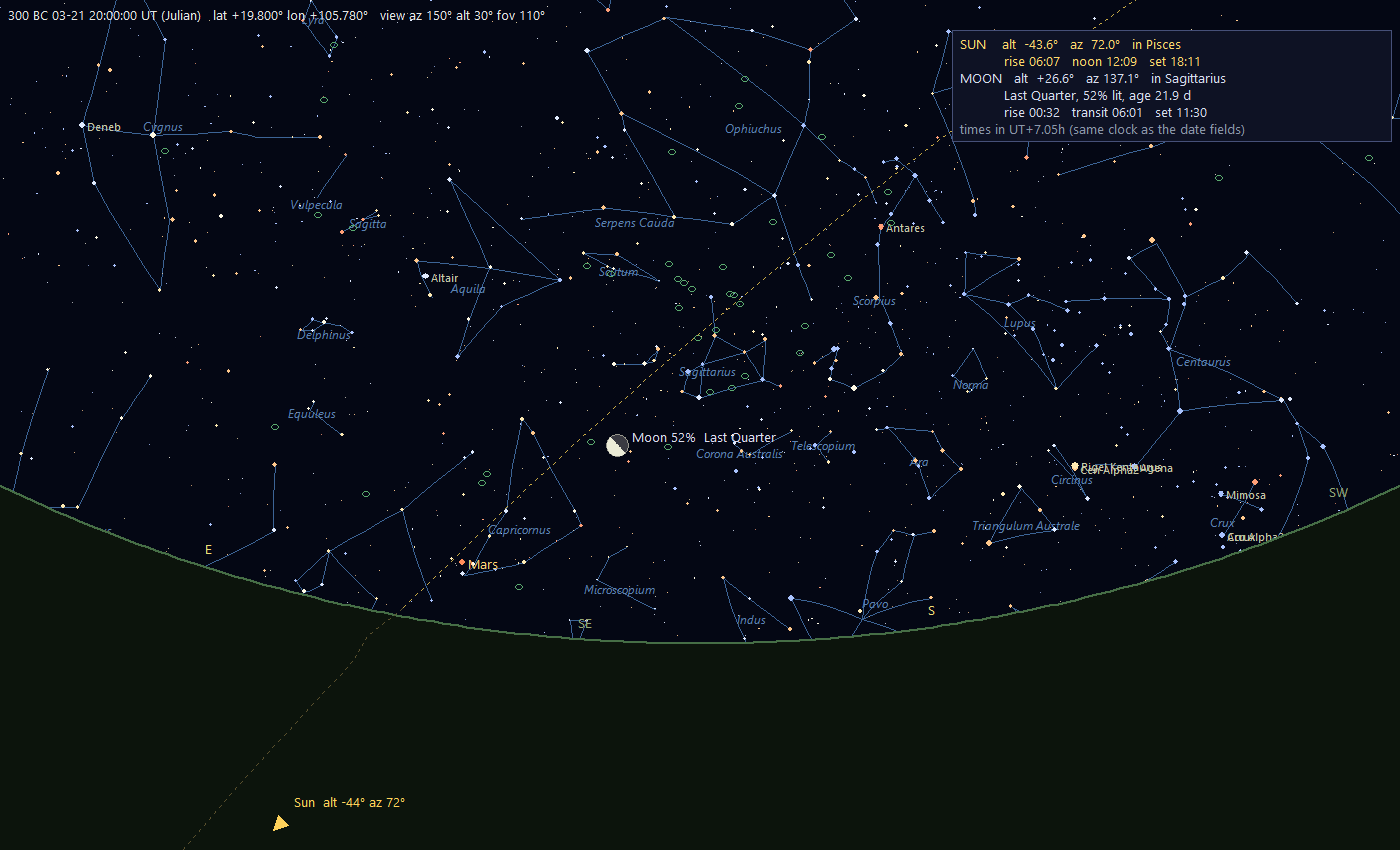 300 BC 03-21 20:00:00 UT (Julian) lat +19.800° lon +105.780° view az 150° alt 30° fov 110°
Lyra
SUN alt -43.6° az 72.0° in Pisces
rise 06:07 noon 12:09 set 18:11
MOON alt +26.6° az 137.1° in Sagittarius
Last Quarter, 52% lit, age 21.9 d
rise 00:32 transit 06:01 set 11:30
times in UT+7.05h (same clock as the date fields)
Deneb
Cygnus
Ophiuchus
Vulpecula
Sagitta
Serpens Cauda
Antares
Scutum
Altair
Aquila
Scorpius
Lupus
Delphinus
Centaurus
Sagittarius
Norma
Equuleus
Moon 52% Last Quarter
Telescopium
Corona Australis
Ara
Circinus
Mimosa
SW
Crux
Triangulum Australe
Capricornus
E
Mars
Microscopium
Pavo
S
Indus
SE
Sun alt -44° az 72°